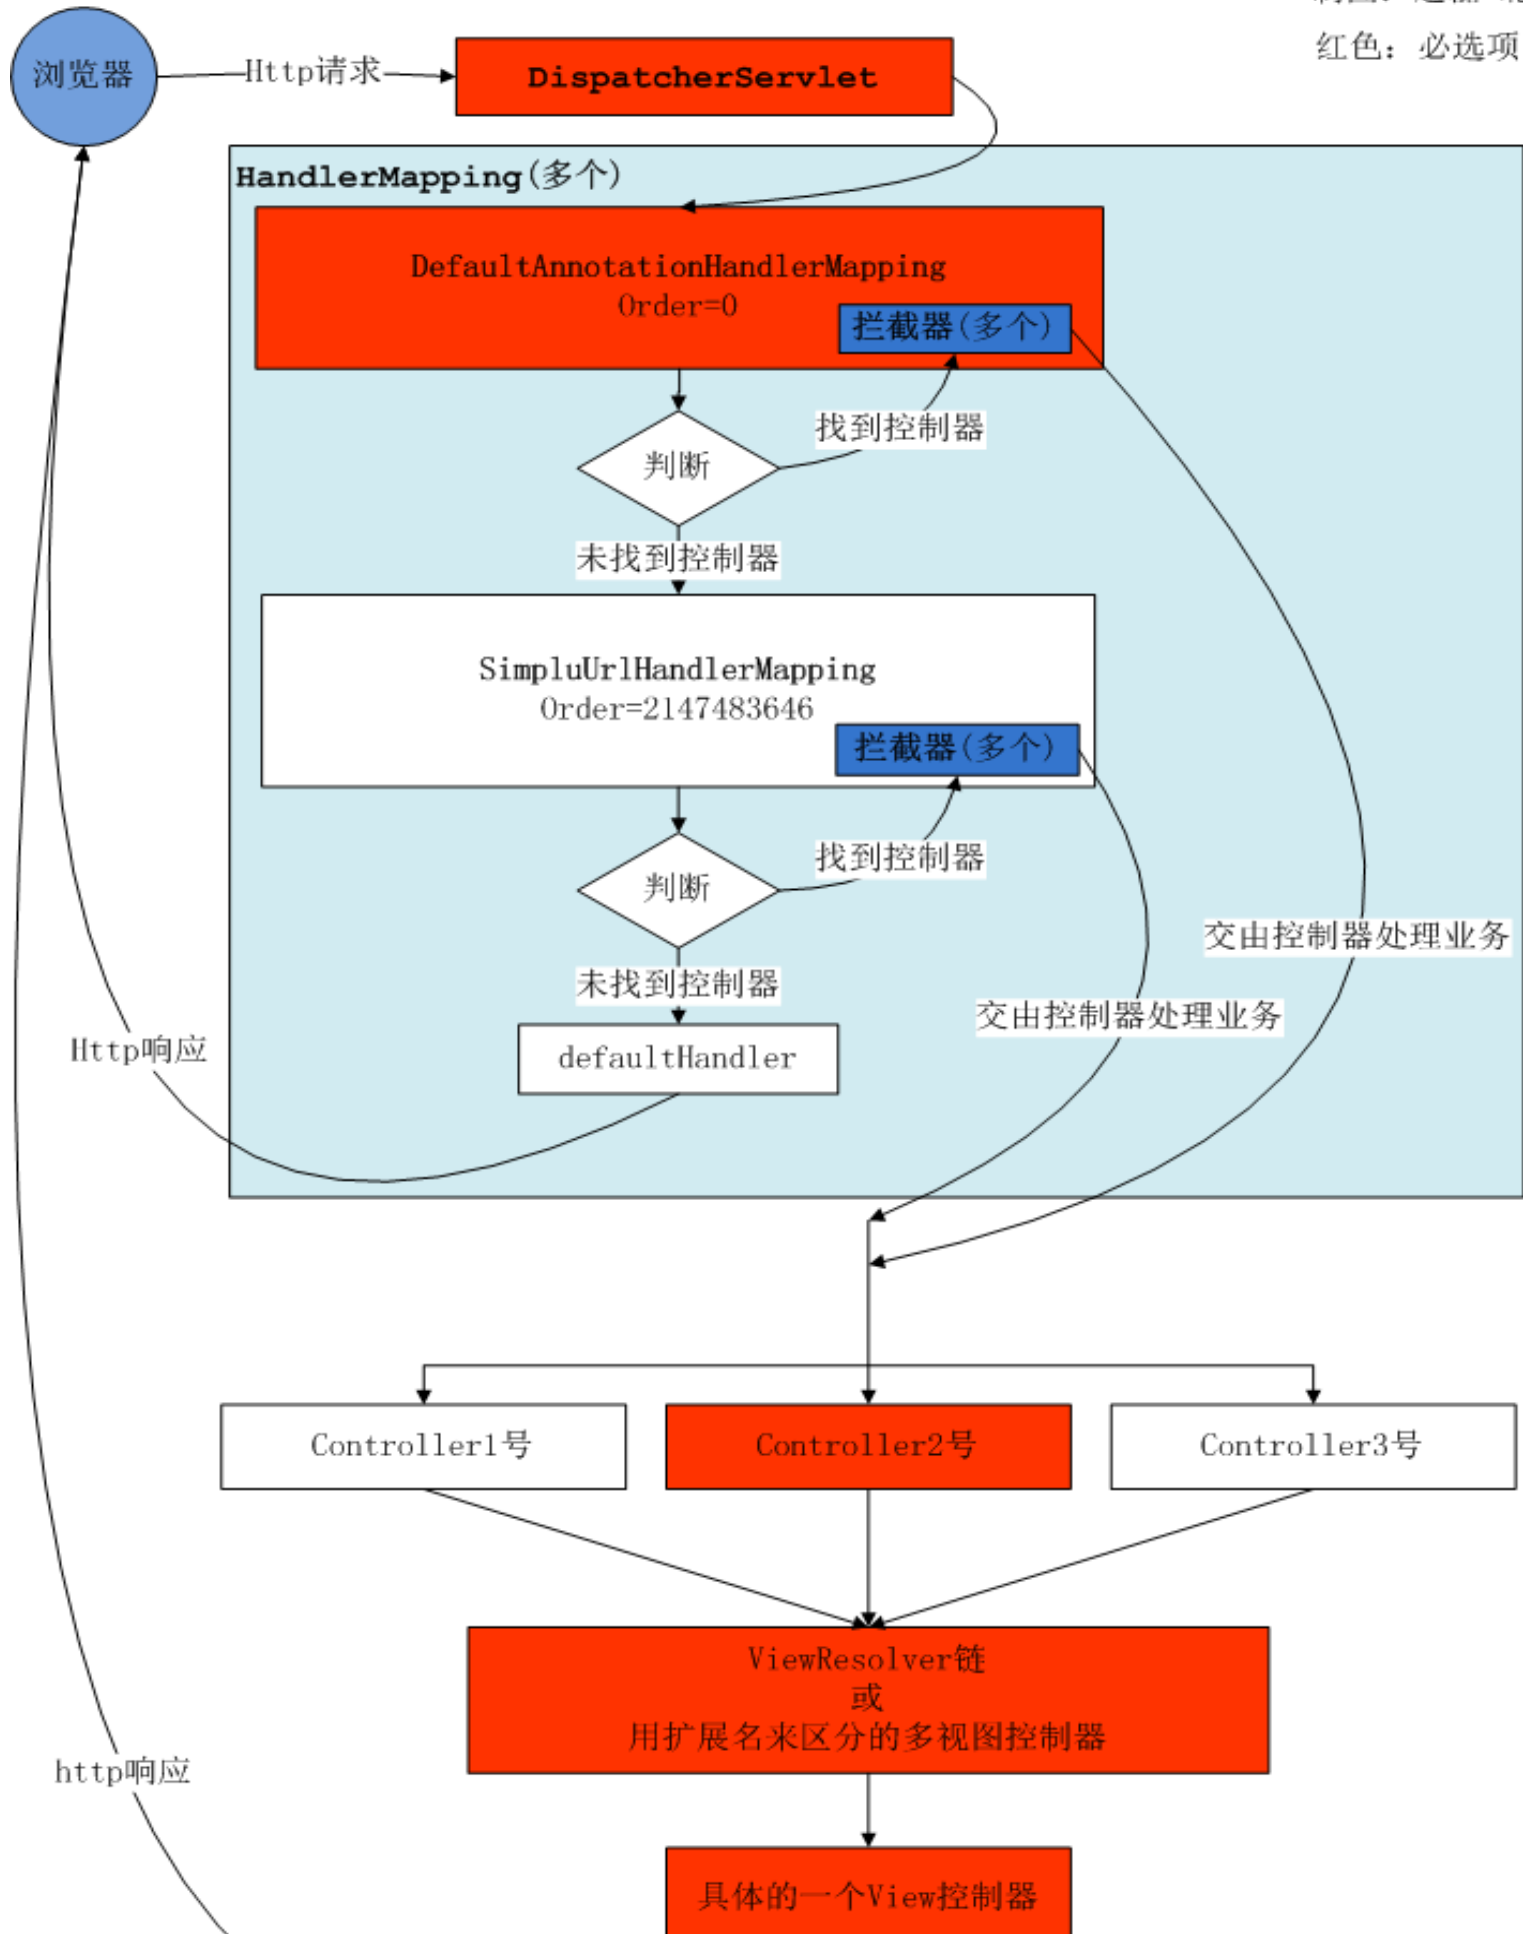 红色：必选项
浏览器
Http请求
DispatcherServlet
HandlerMapping(多个)
DefaultAnnotationHandlerMapping
Order=0
拦截器(多个)
找到控制器
判断
未找到控制器
SimpluUrlHandlerMapping
Order=2147483646
拦截器(多个)
找到控制器
判断
交由控制器处理业务
未找到控制器
交由控制器处理业务
Http响应
defaultHandler
Controller1号
Controller2号
Controller3号
ViewResolver链
或
用扩展名来区分的多视图控制器
http响应
具体的一个View控制器